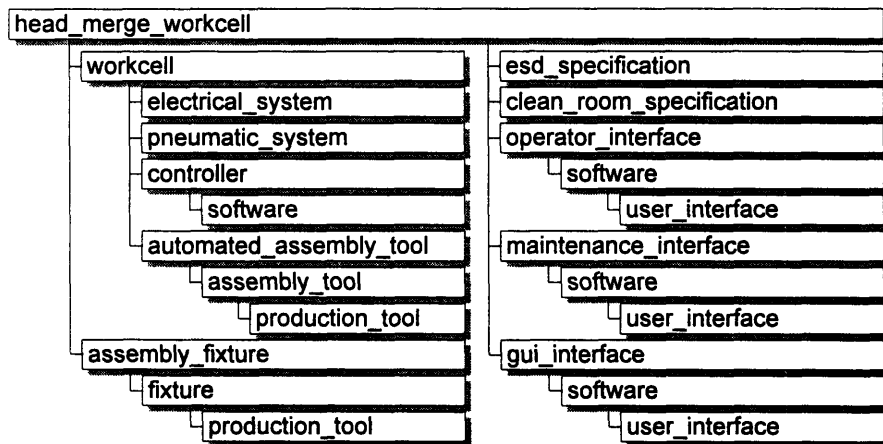 head_merge_workcell
workcell
electrical_system
pneumatic_system
controller
software
automated_assembly_tool
assembly_tool
production_tool
assembly_fixture
fixture
production_tool
esd_specification
clean_room_specification
operator_interface
software
user_interface
maintenance_interface
software
user_interface
gui_interface
software
user_interface